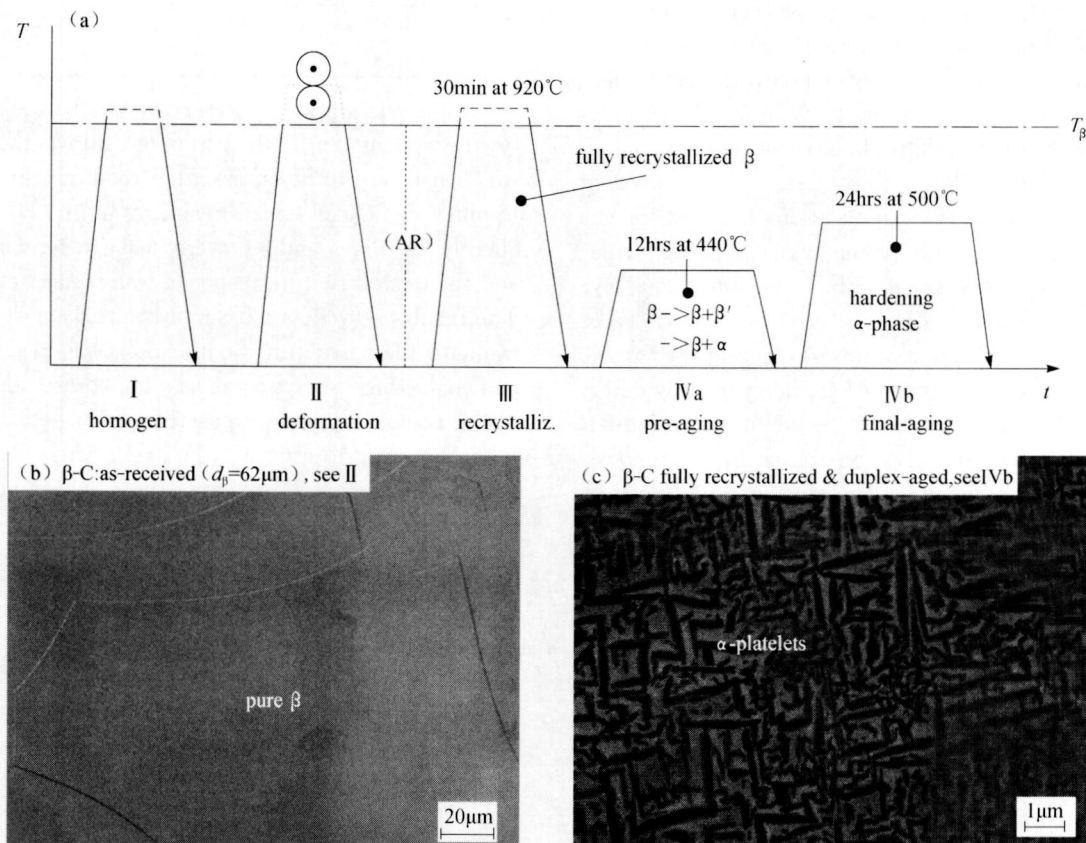 (a)
T
30min at 920℃
T_β
fully recrystallized β
24hrs at 500℃
(AR)
12hrs at 440℃
β->β+β′
->β+α
hardening
α-phase
Ⅰ
Ⅱ
Ⅲ
Ⅳa
Ⅳb
t
homogen
deformation
recrystalliz.
pre-aging
final-aging
(b) β-C:as-received (d_β=62μm), see Ⅱ
pure β
20μm
(c) β-C fully recrystallized & duplex-aged,seeⅣb
α-platelets
1μm